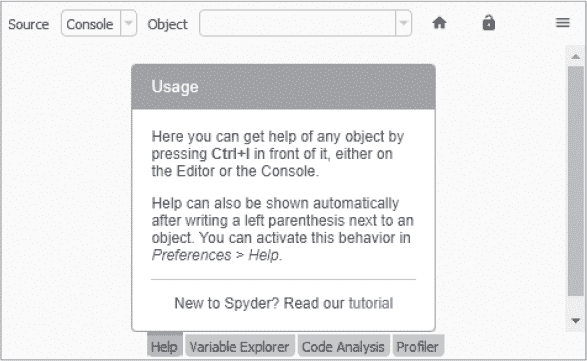 Source Console Object
Usage
Here you can get help of any object by
pressing Ctrl+I in front of it, either on
the Editor or the Console.
Help can also be shown automatically
after writing a left parenthesis next to an
object. You can activate this behavior in
Preferences > Help.
New to Spyder? Read our tutorial
Help Variable Explorer Code Analysis Profiler